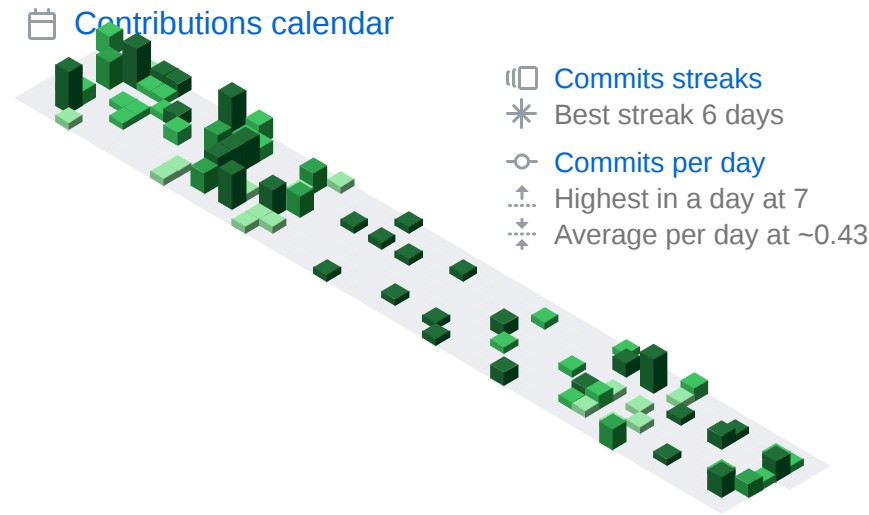 Contributions calendar
Commits streaks
Best streak 6 days
Commits per day
Highest in a day at 7
Average per day at ~0.43